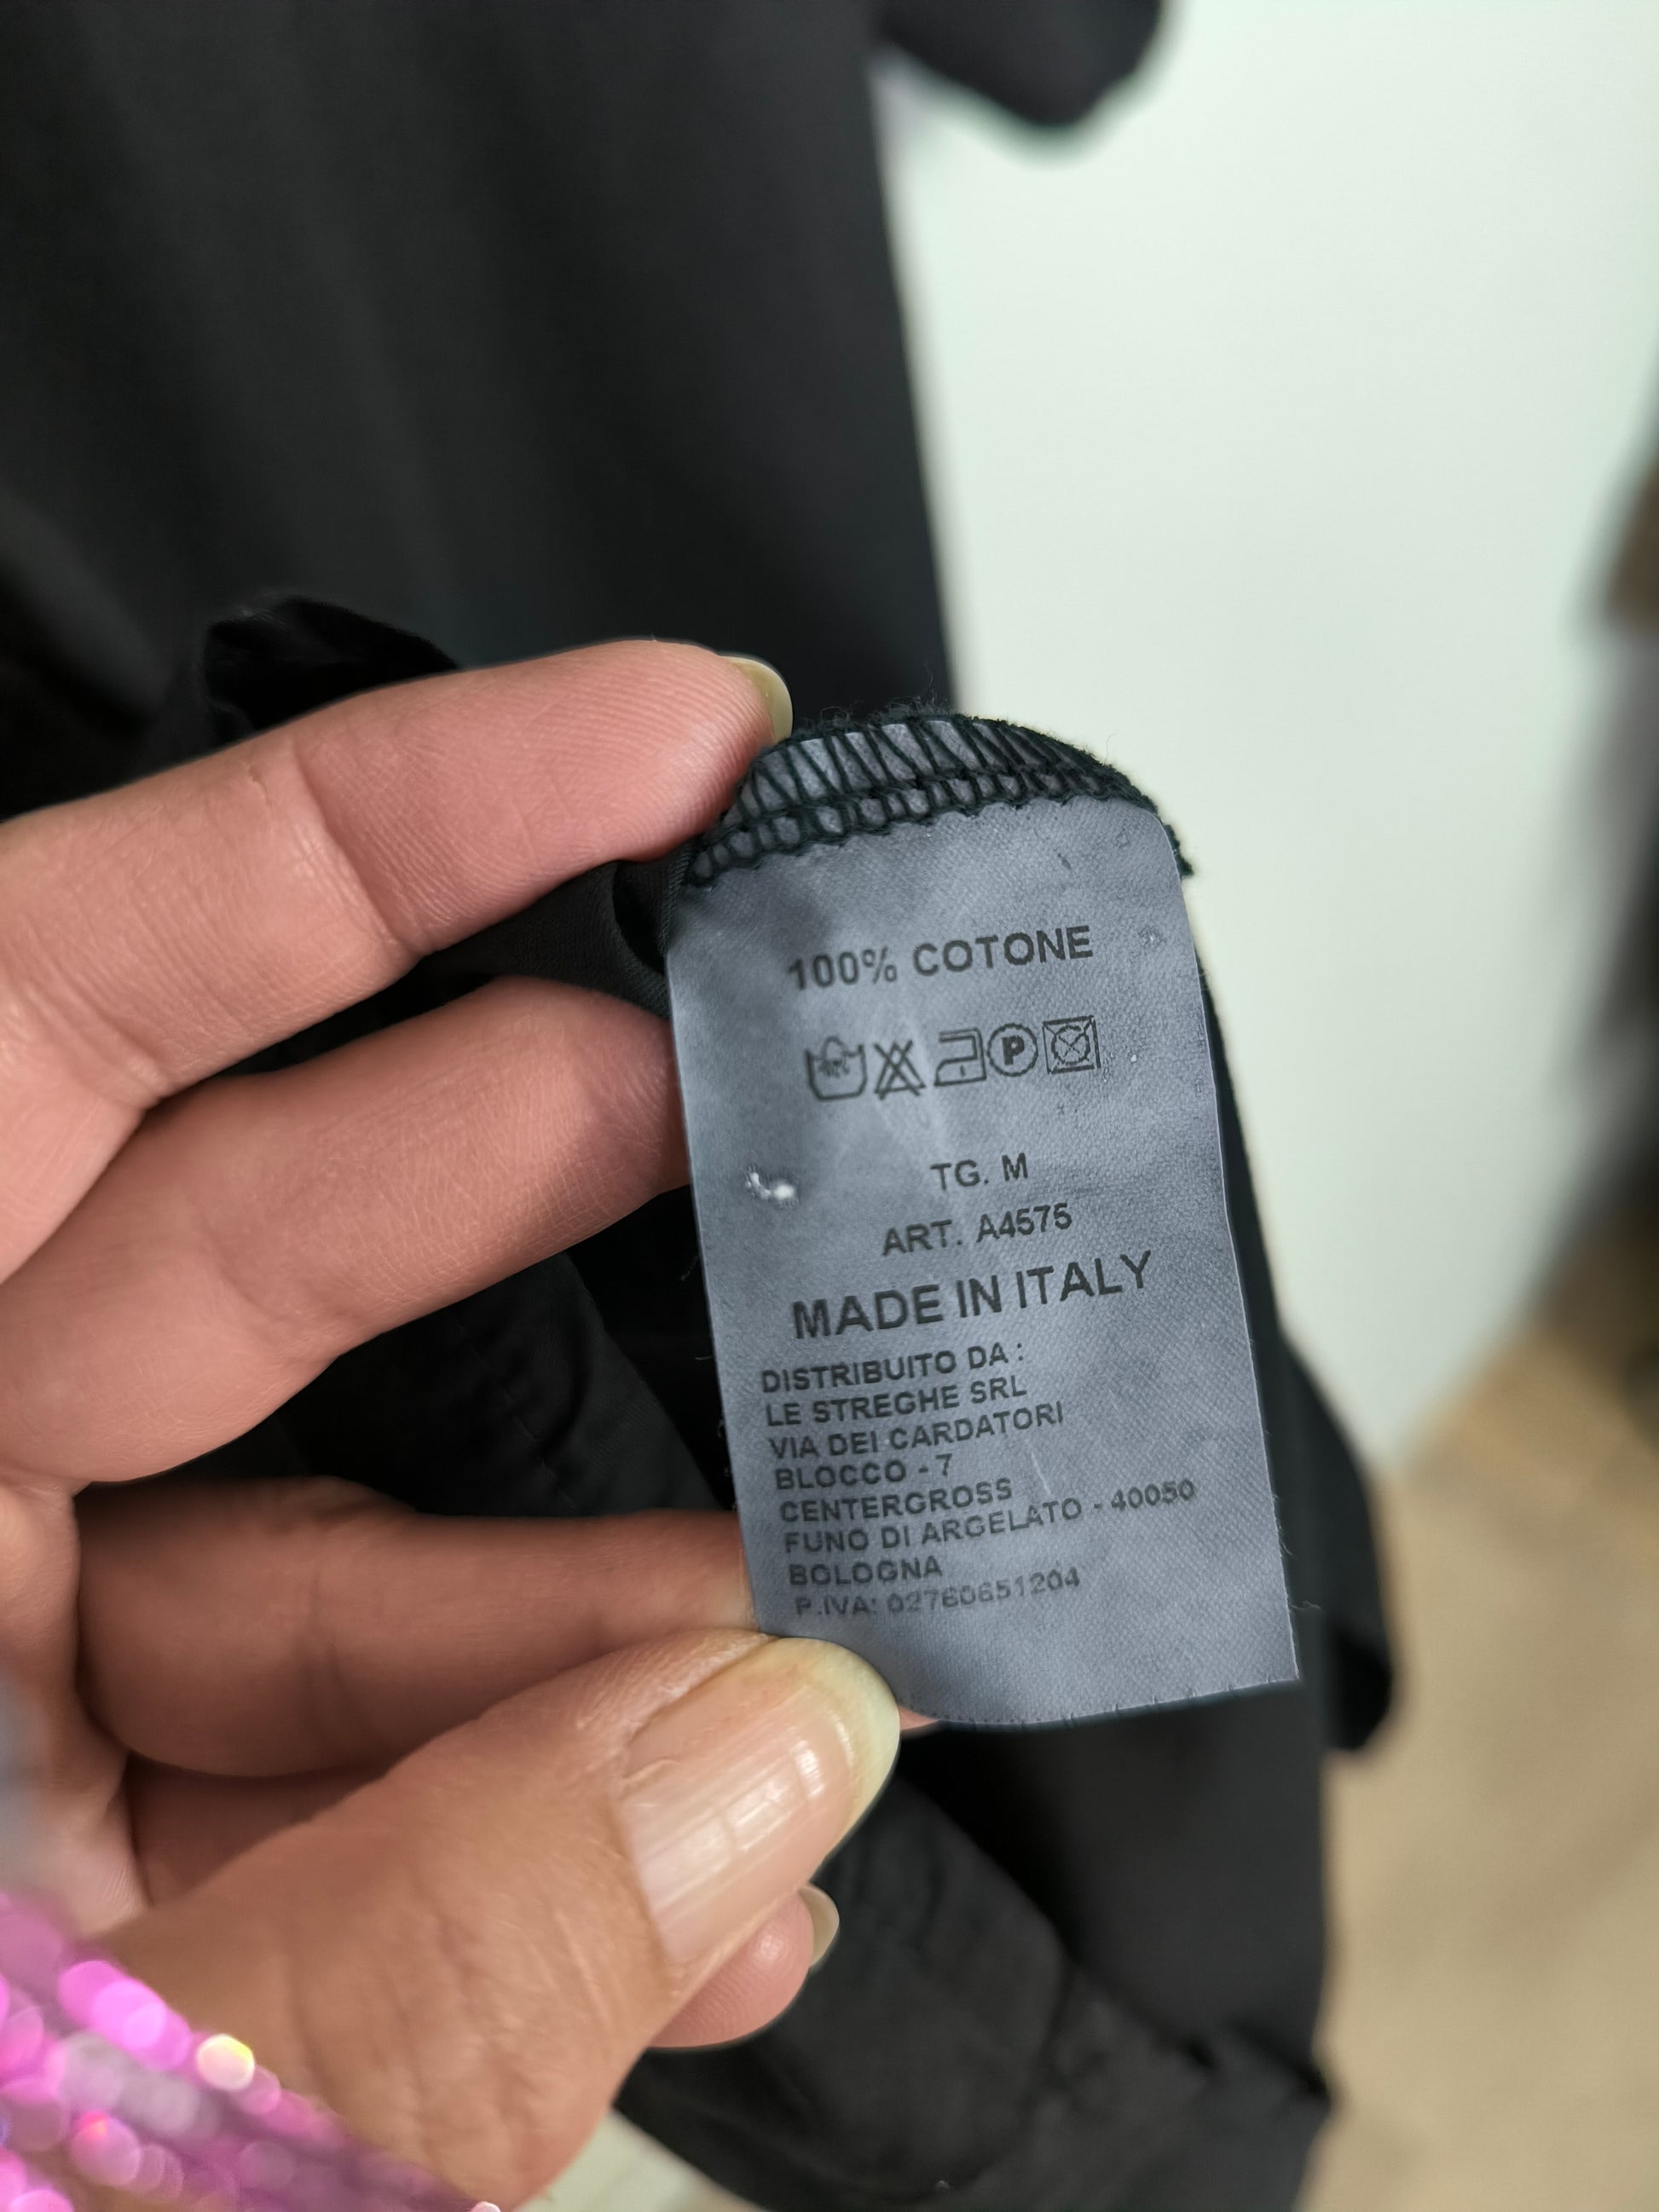 100% COTONE
P
TG. M
ART. A4575
MADE IN ITALY
DISTRIBUITO DA :
LE STREGHE SRL
VIA DEI CARDATORI
BLOCCO - 7
CENTERGROSS
FUNO DI ARGELATO - 40050
BOLOGNA
P.IVA: 02760651204